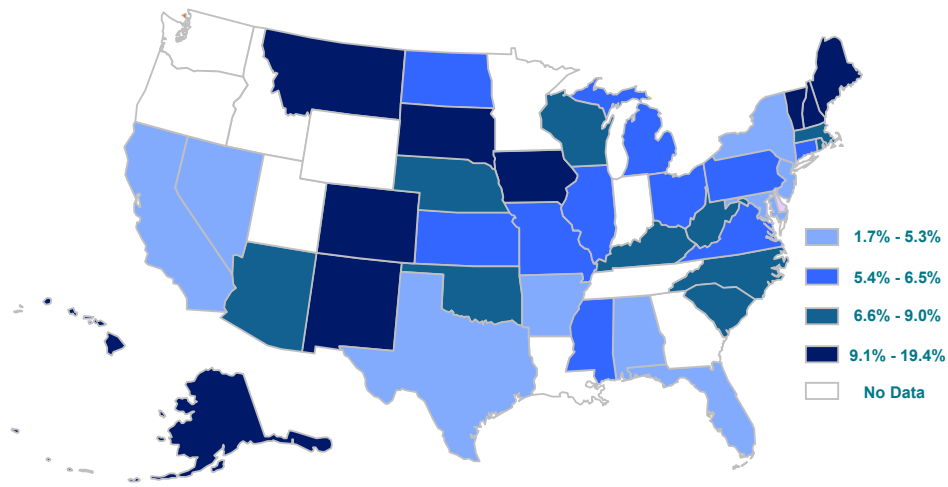 1.7% - 5.3%
5.4% - 6.5%
6.6% - 9.0%
9.1% - 19.4%
No Data